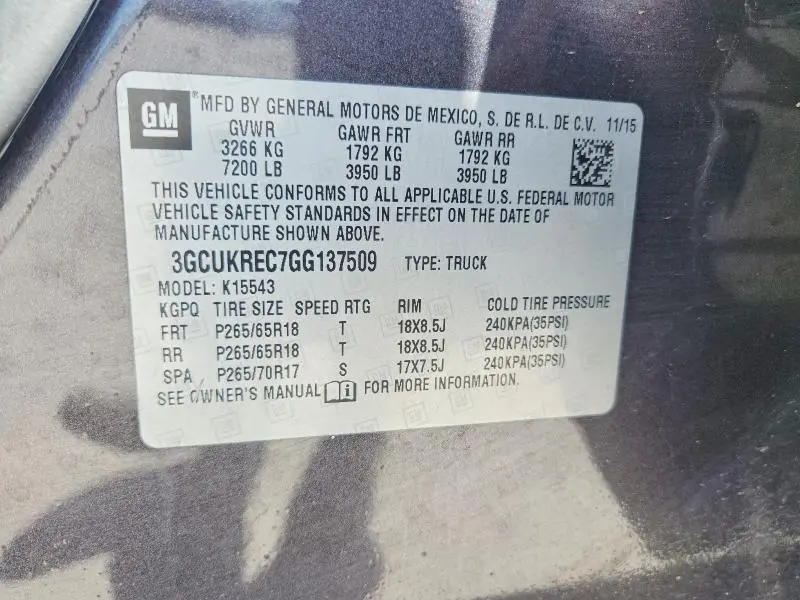 GM ®MFD BY GENERAL MOTORS DE MEXICO, S. DE R.L. DE C.V. 11/15
GVWR GAWR FRT GAWR RR
3266 KG 1792 KG 1792 KG
7200 LB 3950 LB 3950 LB
THIS VEHICLE CONFORMS TO ALL APPLICABLE U.S. FEDERAL MOTOR
VEHICLE SAFETY STANDARDS IN EFFECT ON THE DATE OF
MANUFACTURE SHOWN ABOVE.
3GCUKREC7GG137509 TYPE: TRUCK
MODEL: K15543
KGPQ TIRE SIZE SPEED RTG RIM COLD TIRE PRESSURE
FRT P265/65R18 T 18X8.5J 240KPA(35PSI)
RR P265/65R18 T 18X8.5J 240KPA(35PSI)
SPA P265/70R17 S 17X7.5J 240KPA(35PSI)
SEE OWNER'S MANUAL FOR MORE INFORMATION.